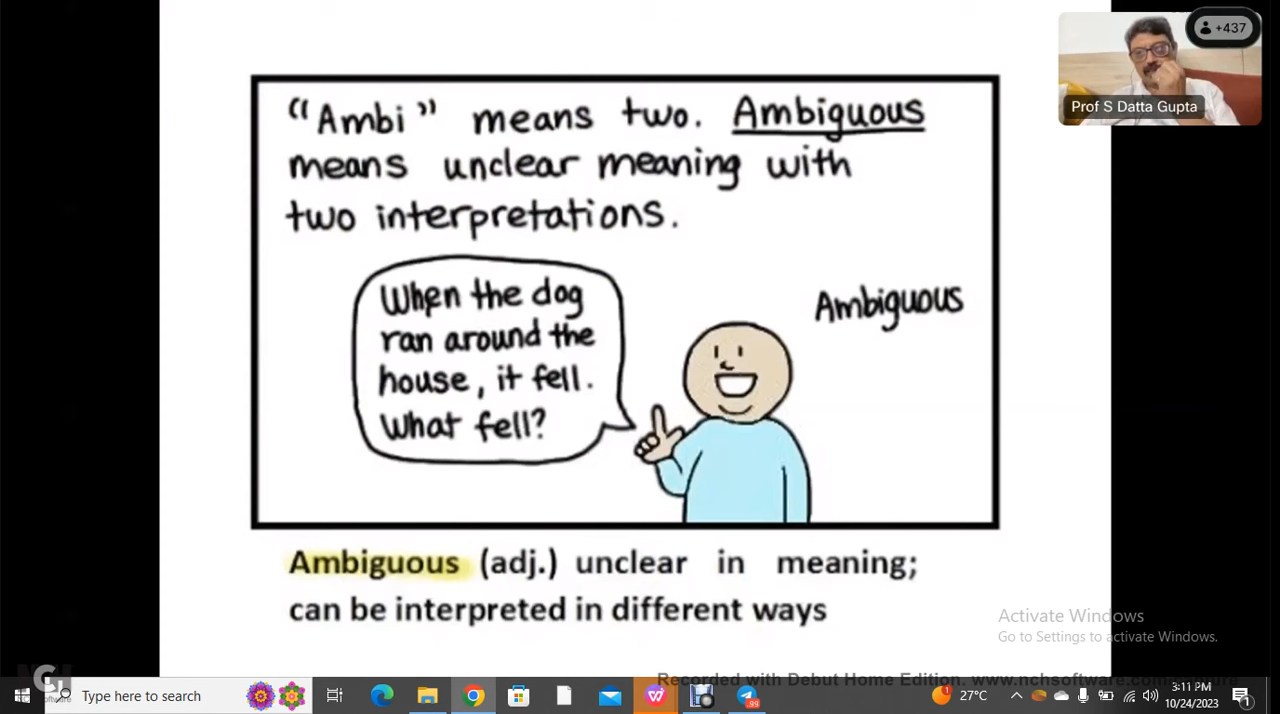 +437
Prof S Datta Gupta
"Ambi" means two. Ambiguous
means unclear meaning with
two interpretations.
When the dog
ran around the
house, it fell.
What fell?
Ambiguous
Ambiguous (adj.) unclear in meaning;
can be interpreted in different ways
Activate Windows
Go to Settings to activate Windows.
Recorded with Debut Home Edition. www.nchsoftware.com
Type here to search
99
1
27°C
3:11 PM
10/24/2023
1